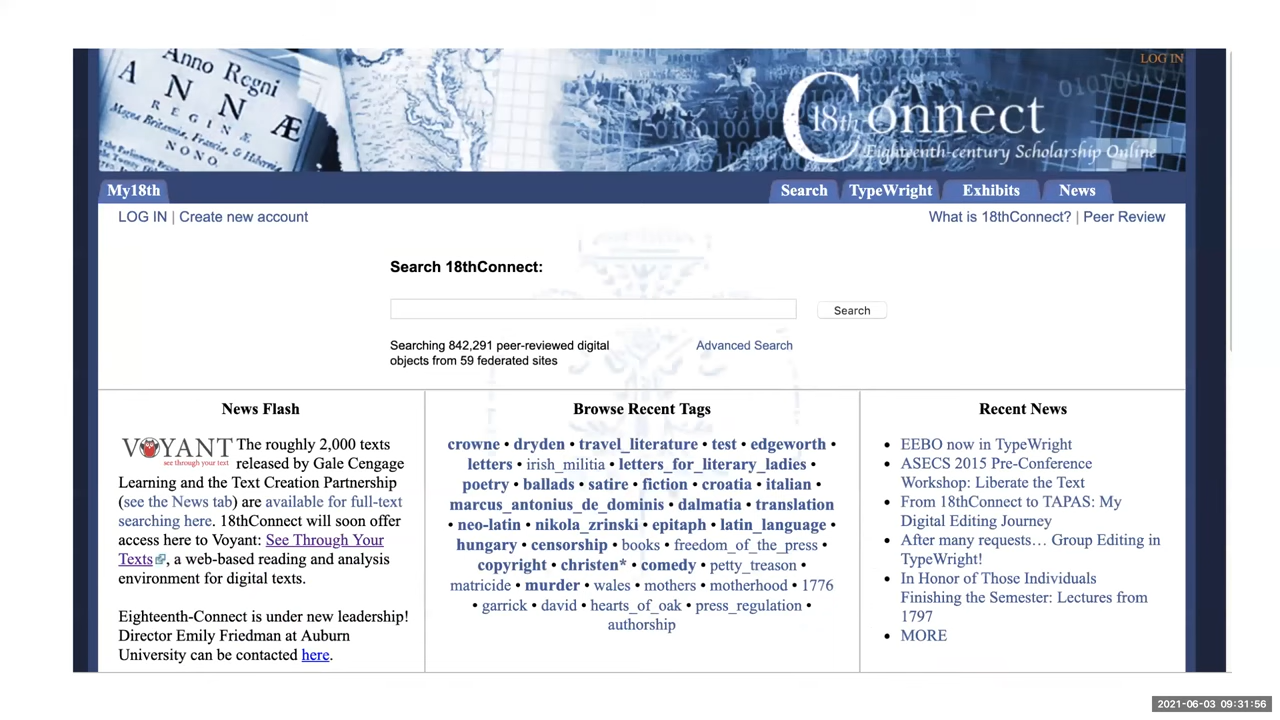 Anno Regni
ANNÆ
REGINÆ
Magnæ Britanniæ, Franciæ, & Hiberniæ,
NONO
LOG IN
18thConnect
Eighteenth-century Scholarship Online
My18th
Search
TypeWright
Exhibits
News
LOG IN | Create new account
What is 18thConnect? | Peer Review
Search 18thConnect:
Search
Searching 842,291 peer-reviewed digital
objects from 59 federated sites
Advanced Search
News Flash
VOYANT
see through your text
The roughly 2,000 texts
released by Gale Cengage
Learning and the Text Creation Partnership
(see the News tab) are available for full-text
searching here. 18thConnect will soon offer
access here to Voyant: See Through Your
Texts, a web-based reading and analysis
environment for digital texts.
Eighteenth-Connect is under new leadership!
Director Emily Friedman at Auburn
University can be contacted here.
Browse Recent Tags
crowne • dryden • travel_literature • test • edgeworth •
letters • irish_militia • letters_for_literary_ladies •
poetry • ballads • satire • fiction • croatia • italian •
marcus_antonius_de_dominis • dalmatia • translation
• neo-latin • nikola_zrinski • epitaph • latin_language •
hungary • censorship • books • freedom_of_the_press •
copyright • christen* • comedy • petty_treason •
matricide • murder • wales • mothers • motherhood • 1776
• garrick • david • hearts_of_oak • press_regulation •
authorship
Recent News
• EEBO now in TypeWright
• ASECS 2015 Pre-Conference
Workshop: Liberate the Text
• From 18thConnect to TAPAS: My
Digital Editing Journey
• After many requests… Group Editing in
TypeWright!
• In Honor of Those Individuals
Finishing the Semester: Lectures from
1797
• MORE
2021-06-03 09:31:56